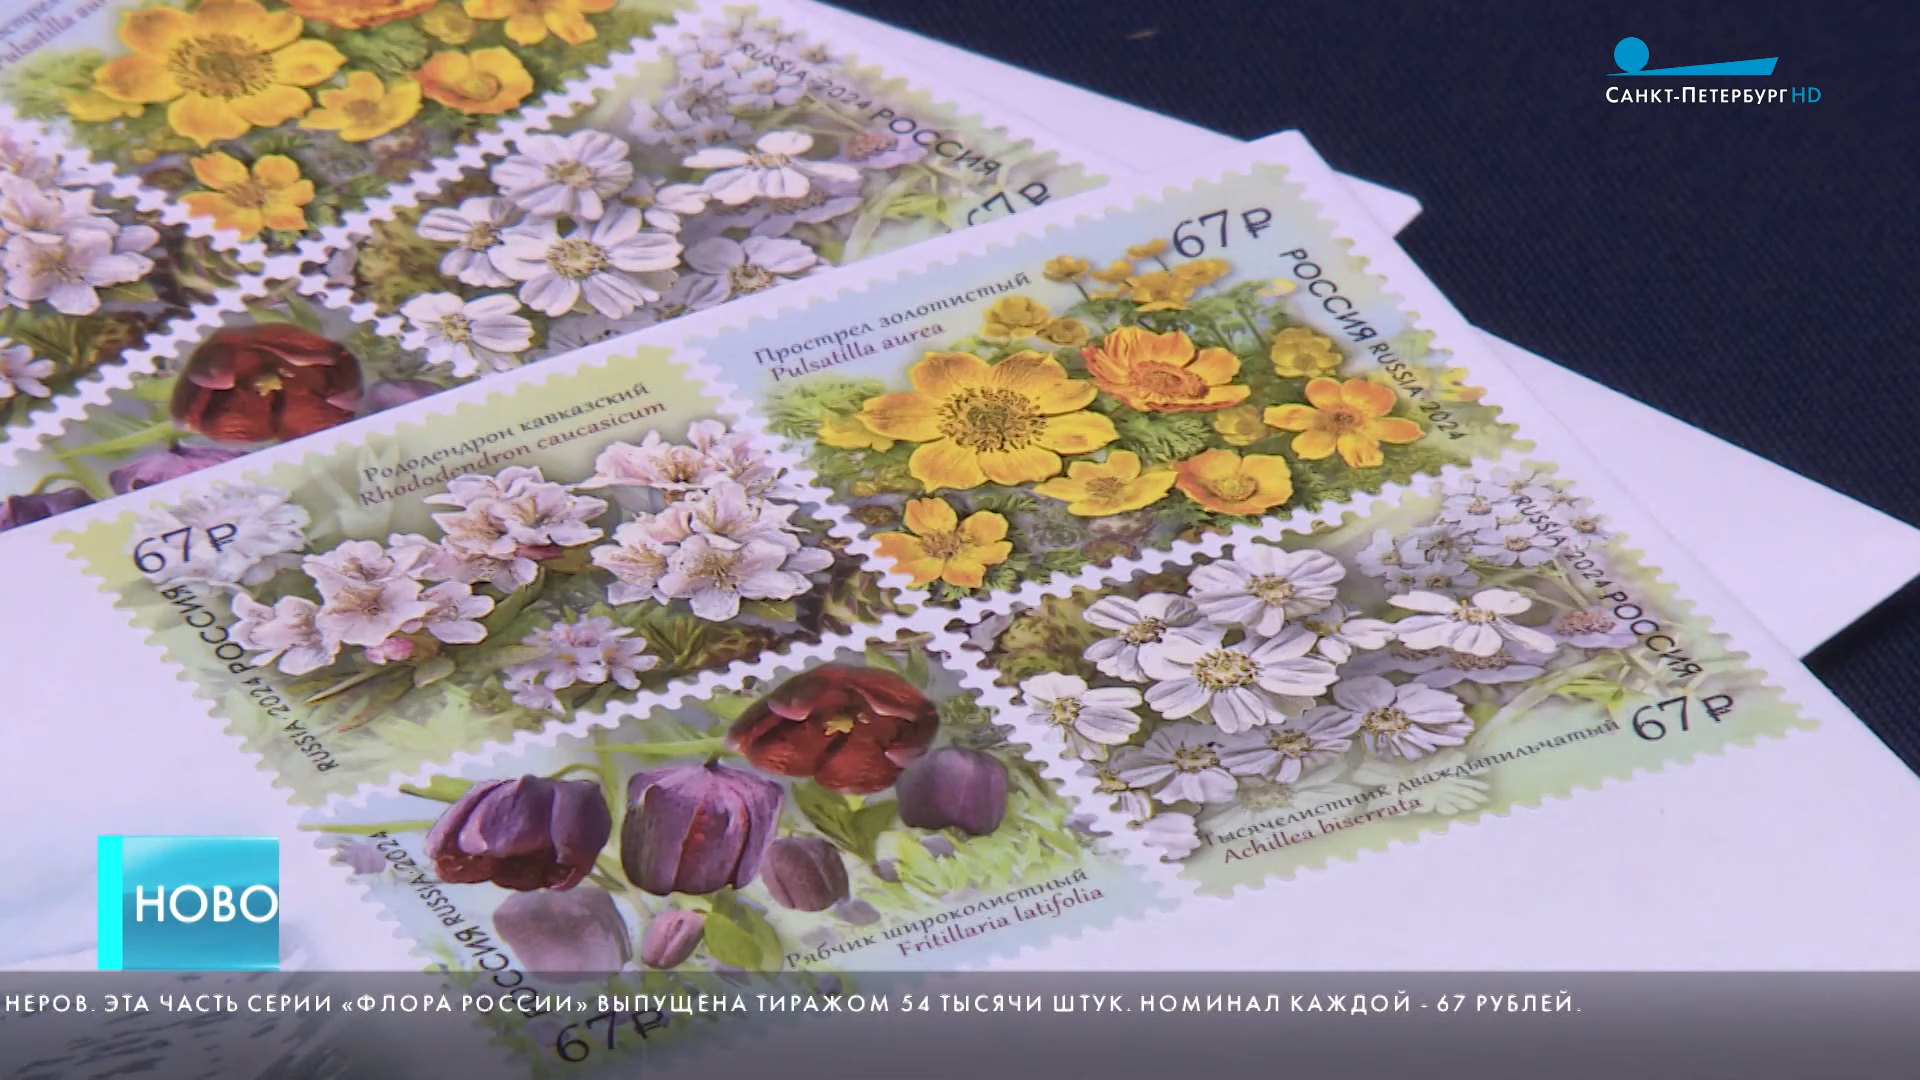 RUSSIA 2024 РОССИЯ
67₽
САНКТ-ПЕТЕРБУРГ HD
Прострел золотистый
Pulsatilla aurea
67₽
РОССИЯ RUSSIA·2024
Рододендрон кавказский
Rhododendron caucasicum
67₽
RUSSIA·2024 РОССИЯ
RUSSIA·2024 РОССИЯ
67₽
Тысячелистник дваждыпильчатый
Achillea biserrata
Рябчик широколистный
Fritillaria latifolia
РОССИЯ RUSSIA·2024
67₽
НОВО
НЕРОВ. ЭТА ЧАСТЬ СЕРИИ «ФЛОРА РОССИИ» ВЫПУЩЕНА ТИРАЖОМ 54 ТЫСЯЧИ ШТУК. НОМИНАЛ КАЖДОЙ - 67 РУБЛЕЙ.